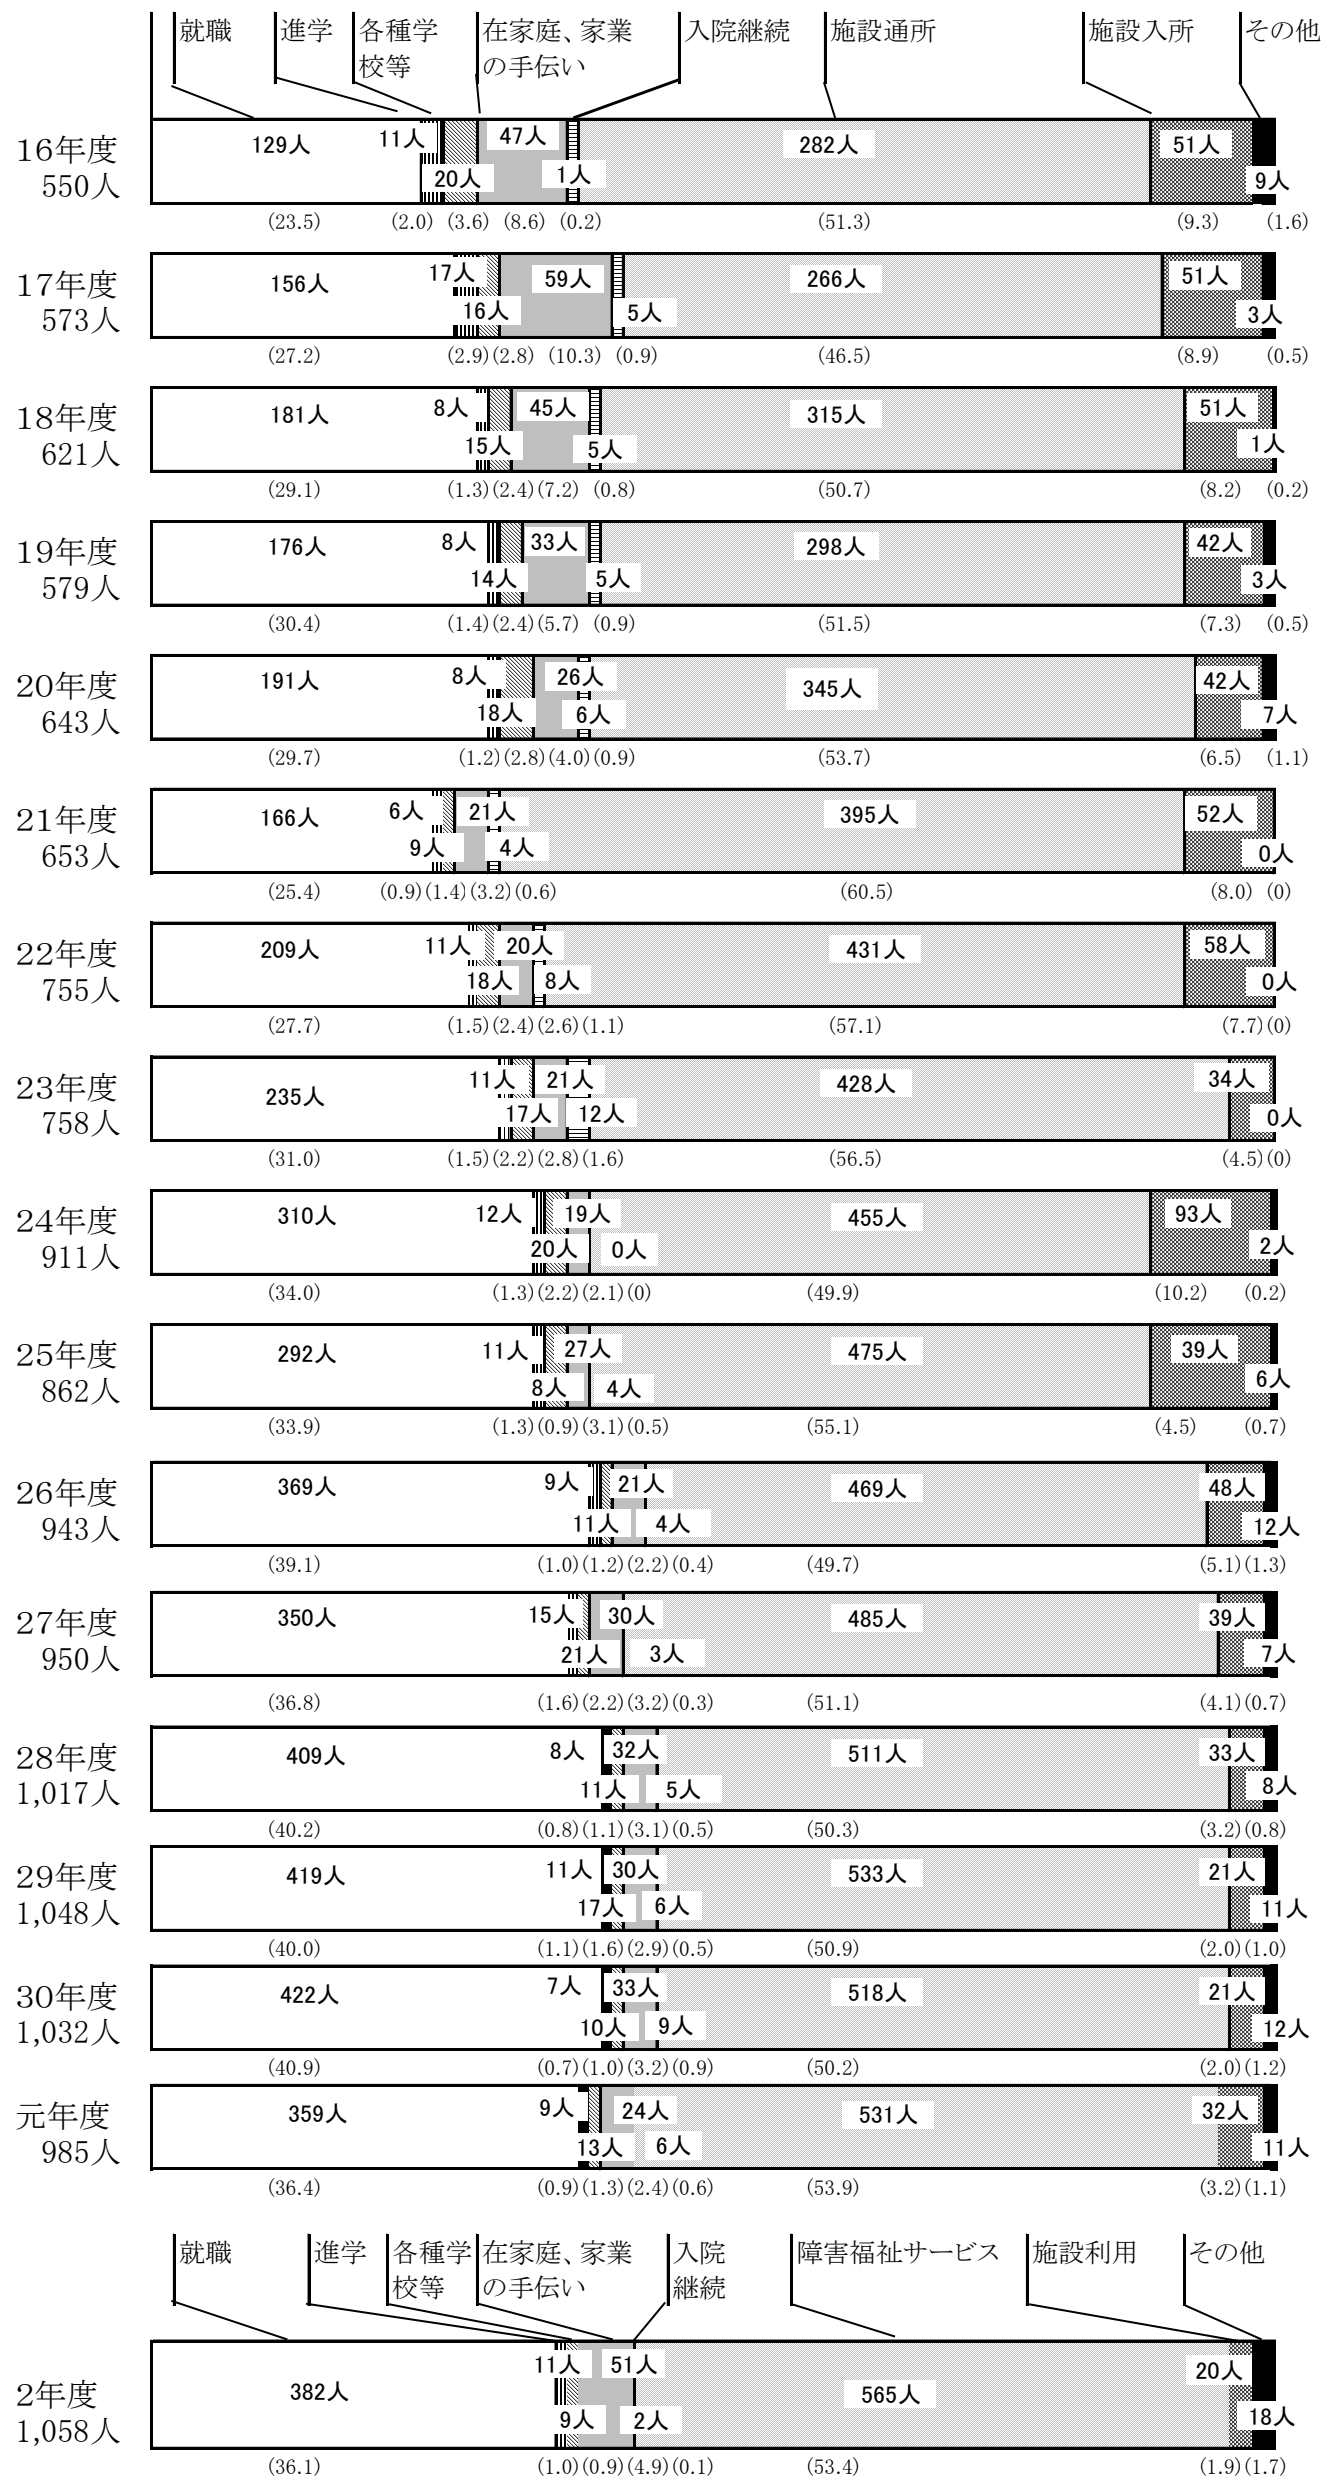 就職 進学 各種学 在家庭、家業 入院継続 施設通所 施設入所 その他
校等 の手伝い
16年度 129人 11人 47人 282人 51人
550人 20人 1人 9人
(23.5) (2.0) (3.6) (8.6) (0.2) (51.3) (9.3) (1.6)
17年度 156人 17人 59人 266人 51人
573人 16人 5人 3人
(27.2) (2.9) (2.8) (10.3) (0.9) (46.5) (8.9) (0.5)
18年度 181人 8人 45人 315人 51人
621人 15人 5人 1人
(29.1) (1.3) (2.4) (7.2) (0.8) (50.7) (8.2) (0.2)
19年度 176人 8人 33人 298人 42人
579人 14人 5人 3人
(30.4) (1.4) (2.4) (5.7) (0.9) (51.5) (7.3) (0.5)
20年度 191人 8人 26人 345人 42人
643人 18人 6人 7人
(29.7) (1.2) (2.8) (4.0) (0.9) (53.7) (6.5) (1.1)
21年度 166人 6人 21人 395人 52人
653人 9人 4人 0人
(25.4) (0.9) (1.4) (3.2) (0.6) (60.5) (8.0) (0)
22年度 209人 11人 20人 431人 58人
755人 18人 8人 0人
(27.7) (1.5) (2.4) (2.6) (1.1) (57.1) (7.7) (0)
23年度 235人 11人 21人 428人 34人
758人 17人 12人 0人
(31.0) (1.5) (2.2) (2.8) (1.6) (56.5) (4.5) (0)
24年度 310人 12人 19人 455人 93人
911人 20人 0人 2人
(34.0) (1.3) (2.2) (2.1) (0) (49.9) (10.2) (0.2)
25年度 292人 11人 27人 475人 39人
862人 8人 4人 6人
(33.9) (1.3) (0.9) (3.1) (0.5) (55.1) (4.5) (0.7)
26年度 369人 9人 21人 469人 48人
943人 11人 4人 12人
(39.1) (1.0) (1.2) (2.2) (0.4) (49.7) (5.1) (1.3)
27年度 350人 15人 30人 485人 39人
950人 21人 3人 7人
(36.8) (1.6) (2.2) (3.2) (0.3) (51.1) (4.1) (0.7)
28年度 409人 8人 32人 511人 33人
1,017人 11人 5人 8人
(40.2) (0.8) (1.1) (3.1) (0.5) (50.3) (3.2) (0.8)
29年度 419人 11人 30人 533人 21人
1,048人 17人 6人 11人
(40.0) (1.1) (1.6) (2.9) (0.5) (50.9) (2.0) (1.0)
30年度 422人 7人 33人 518人 21人
1,032人 10人 9人 12人
(40.9) (0.7) (1.0) (3.2) (0.9) (50.2) (2.0) (1.2)
元年度 359人 9人 24人 531人 32人
985人 13人 6人 11人
(36.4) (0.9) (1.3) (2.4) (0.6) (53.9) (3.2) (1.1)
就職 進学 各種学 在家庭、家業 入院 障害福祉サービス 施設利用 その他
校等 の手伝い 継続
2年度 382人 11人 51人 565人 20人
1,058人 9人 2人 18人
(36.1) (1.0) (0.9) (4.9) (0.1) (53.4) (1.9) (1.7)